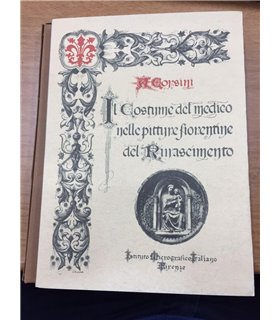 A. Corsini
Il Costume del medico
nelle pitture fiorentine
del Rinascimento
Istituto Micrografico Italiano
Firenze